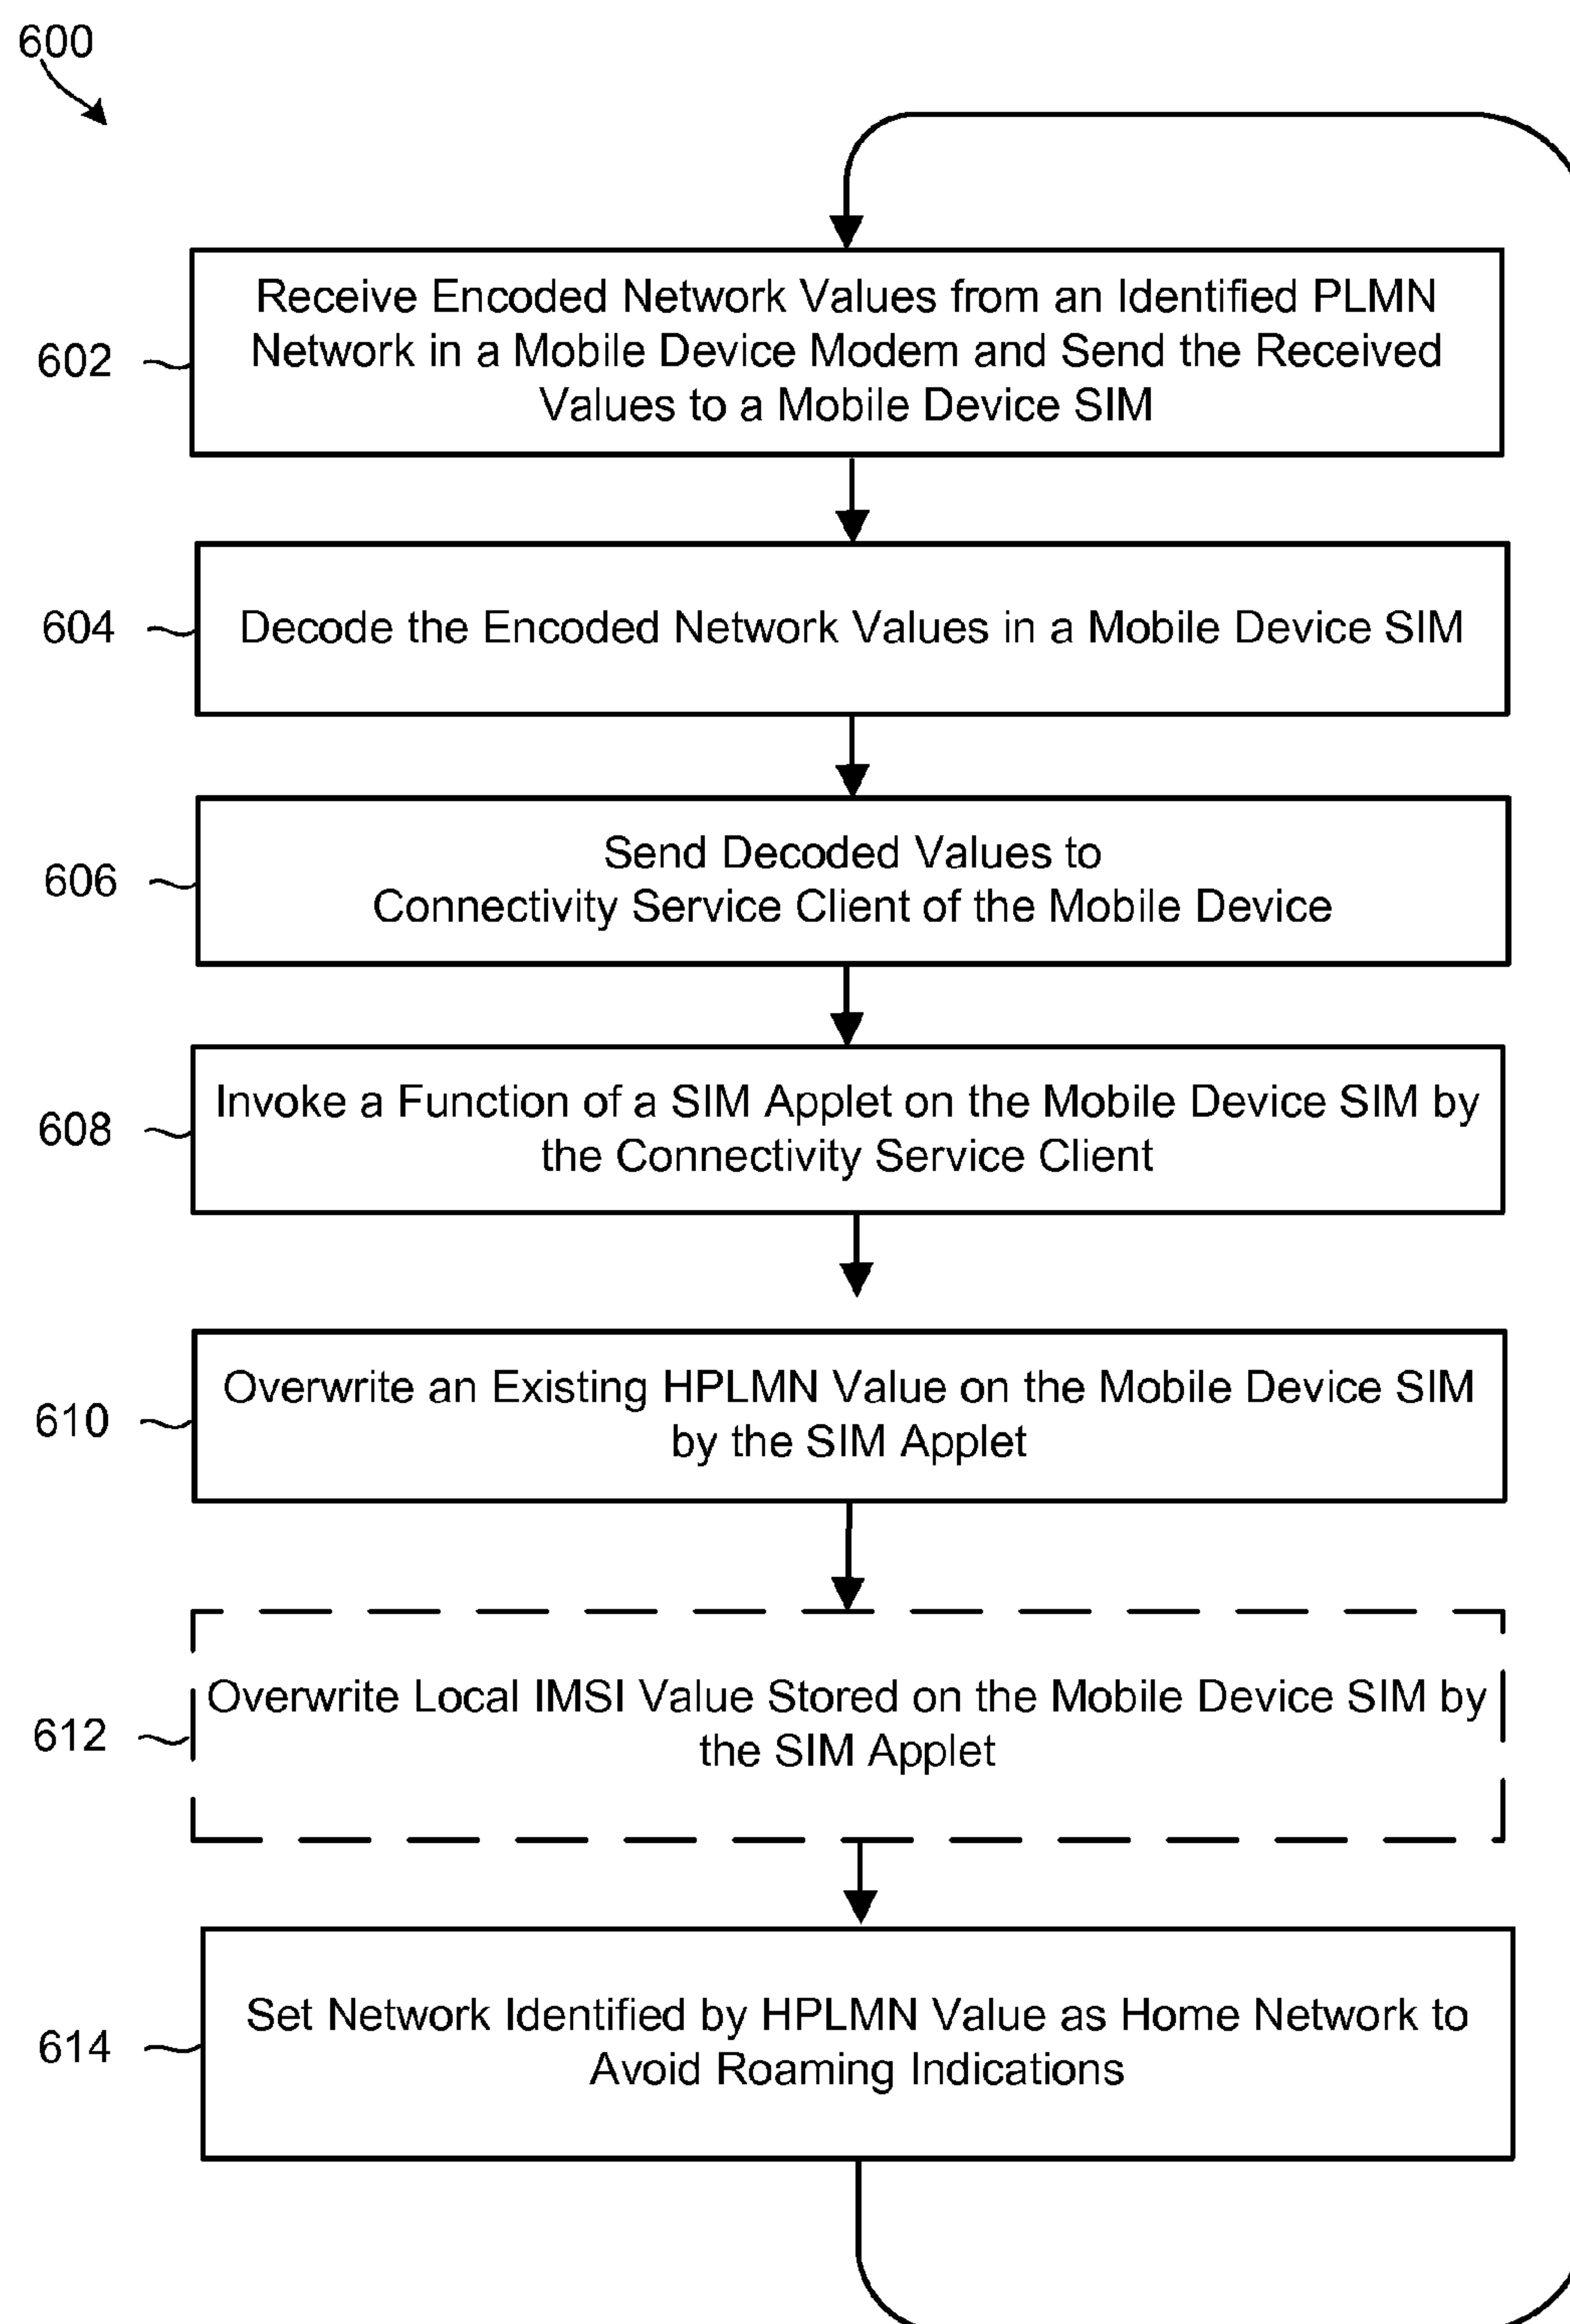 600
602
Receive Encoded Network Values from an Identified PLMN
Network in a Mobile Device Modem and Send the Received
Values to a Mobile Device SIM
604
Decode the Encoded Network Values in a Mobile Device SIM
606
Send Decoded Values to
Connectivity Service Client of the Mobile Device
608
Invoke a Function of a SIM Applet on the Mobile Device SIM by
the Connectivity Service Client
610
Overwrite an Existing HPLMN Value on the Mobile Device SIM
by the SIM Applet
612
Overwrite Local IMSI Value Stored on the Mobile Device SIM by
the SIM Applet
614
Set Network Identified by HPLMN Value as Home Network to
Avoid Roaming Indications